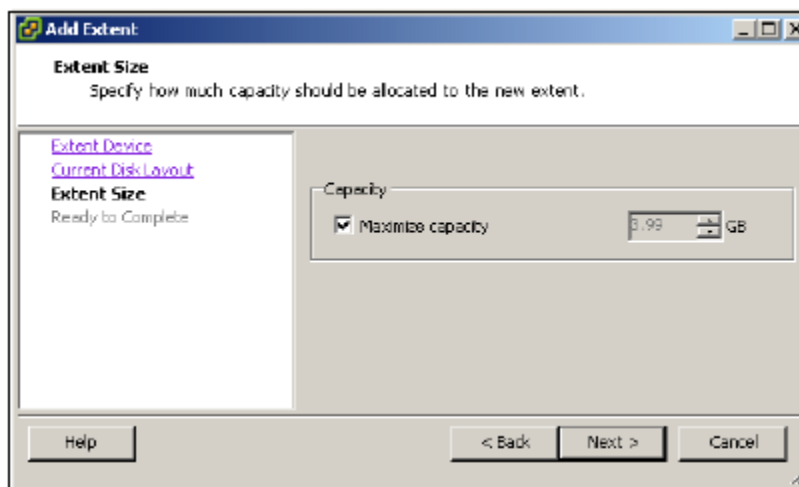 Add Extent
Extent Size
Specify how much capacity should be allocated to the new extent.
Extent Device
Current Disk Layout
Extent Size
Ready to Complete
Capacity
Maximize capacity
3.99
GB
Help
< Back
Next >
Cancel